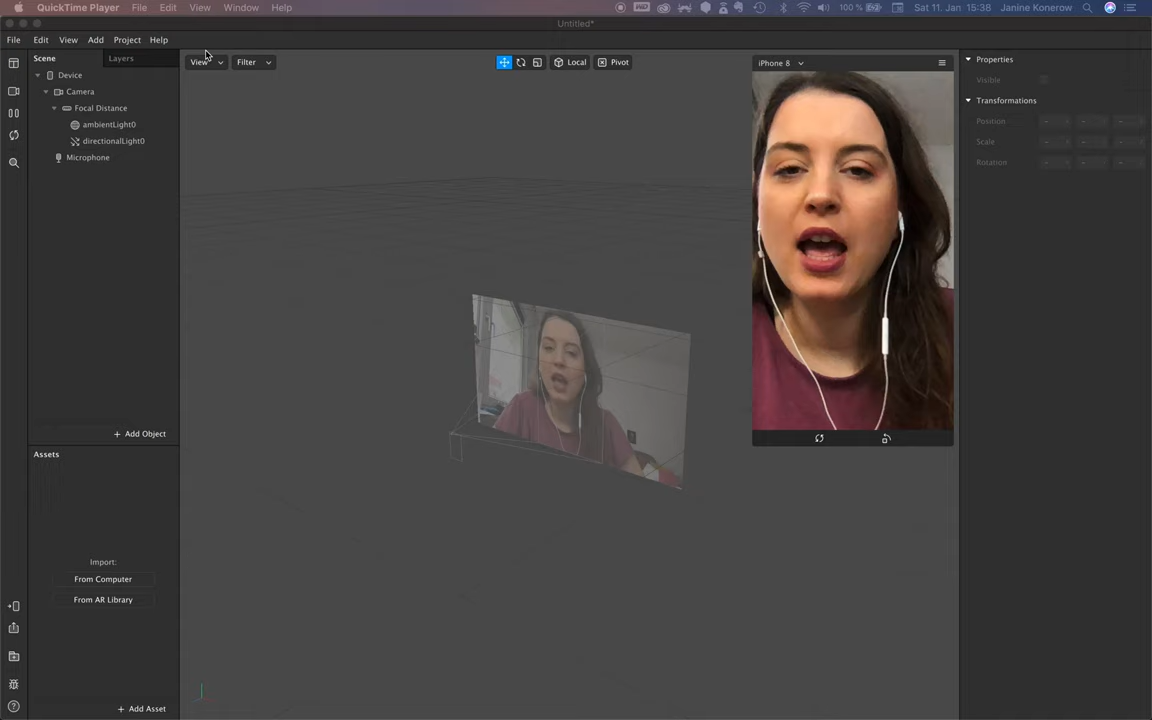 QuickTime Player File Edit View Window Help 100 % Sat 11. Jan 15:38 Janine Konerow
Untitled*
File Edit View Add Project Help
Scene Layers
View Filter Local Pivot
iPhone 8
Properties
Visible
Transformations
Position - - -
Scale - - -
Rotation - - -
Device
Camera
Focal Distance
ambientLight0
directionalLight0
Microphone
+ Add Object
Assets
Import:
From Computer
From AR Library
+ Add Asset